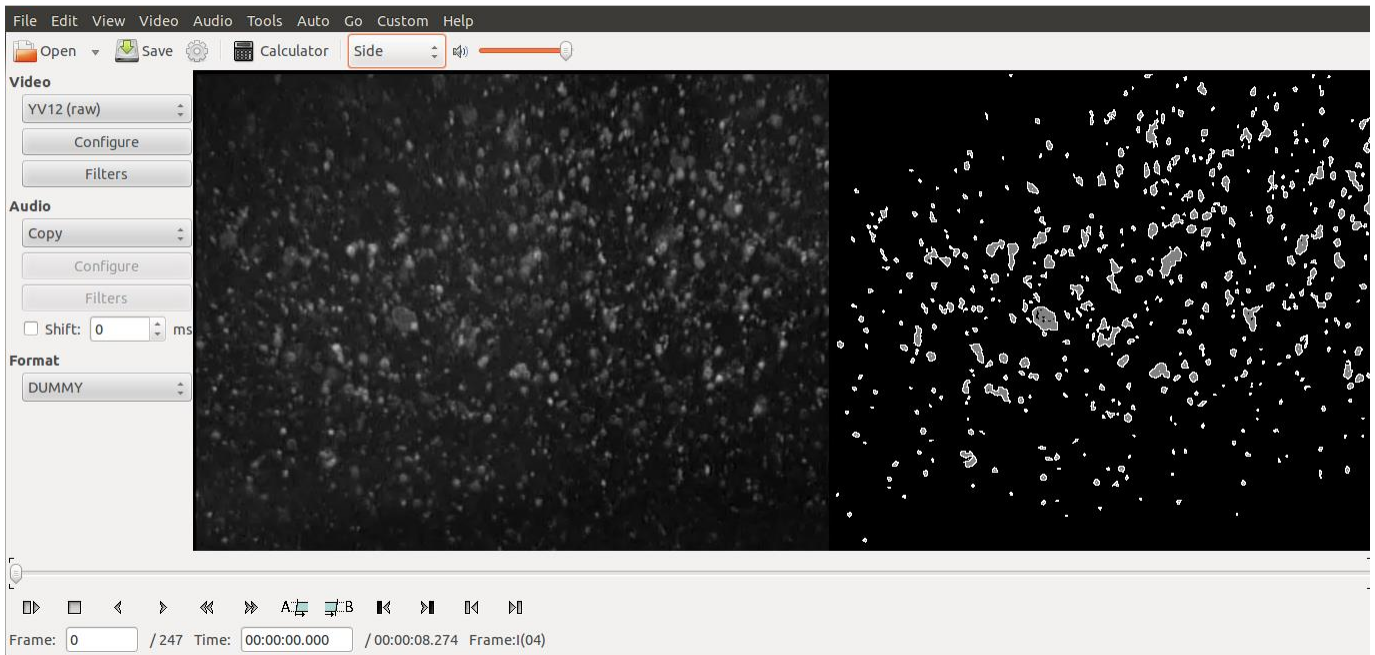 File Edit View Video Audio Tools Auto Go Custom Help
Open Save Calculator Side
Video
YV12 (raw)
Configure
Filters
Audio
Copy
Configure
Filters
Shift: 0 ms
Format
DUMMY
A B
Frame: 0 / 247 Time: 00:00:00.000 / 00:00:08.274 Frame:I(04)